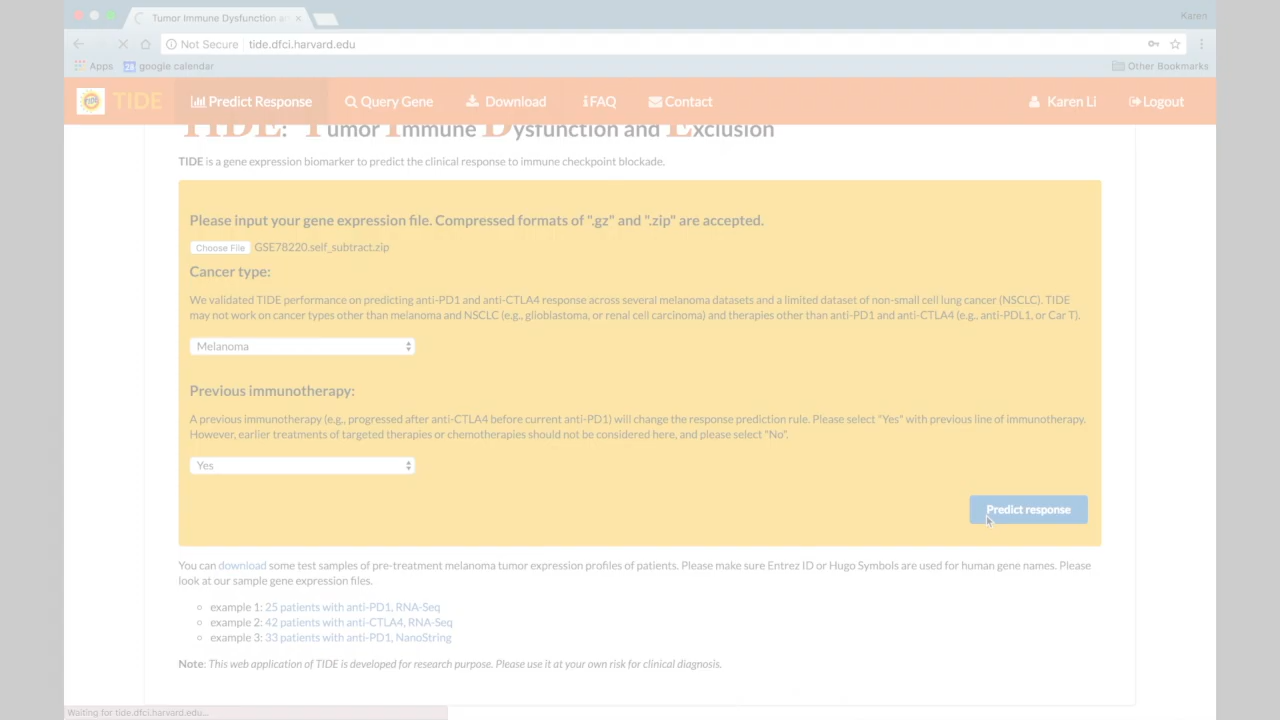 Tumor Immune Dysfunction an
Karen
Not Secure tide.dfci.harvard.edu
Apps 28 google calendar Other Bookmarks
TIDE Predict Response Query Gene Download FAQ Contact Karen Li Logout
TIDE: Tumor Immune Dysfunction and Exclusion
TIDE is a gene expression biomarker to predict the clinical response to immune checkpoint blockade.
Please input your gene expression file. Compressed formats of ".gz" and ".zip" are accepted.
Choose File GSE78220.self_subtract.zip
Cancer type:
We validated TIDE performance on predicting anti-PD1 and anti-CTLA4 response across several melanoma datasets and a limited dataset of non-small cell lung cancer (NSCLC). TIDE
may not work on cancer types other than melanoma and NSCLC (e.g., glioblastoma, or renal cell carcinoma) and therapies other than anti-PD1 and anti-CTLA4 (e.g., anti-PDL1, or Car T).
Melanoma
Previous immunotherapy:
A previous immunotherapy (e.g., progressed after anti-CTLA4 before current anti-PD1) will change the response prediction rule. Please select "Yes" with previous line of immunotherapy.
However, earlier treatments of targeted therapies or chemotherapies should not be considered here, and please select "No".
Yes
Predict response
You can download some test samples of pre-treatment melanoma tumor expression profiles of patients. Please make sure Entrez ID or Hugo Symbols are used for human gene names. Please
look at our sample gene expression files.
example 1: 25 patients with anti-PD1, RNA-Seq
example 2: 42 patients with anti-CTLA4, RNA-Seq
example 3: 33 patients with anti-PD1, NanoString
Note: This web application of TIDE is developed for research purpose. Please use it at your own risk for clinical diagnosis.
Waiting for tide.dfci.harvard.edu...